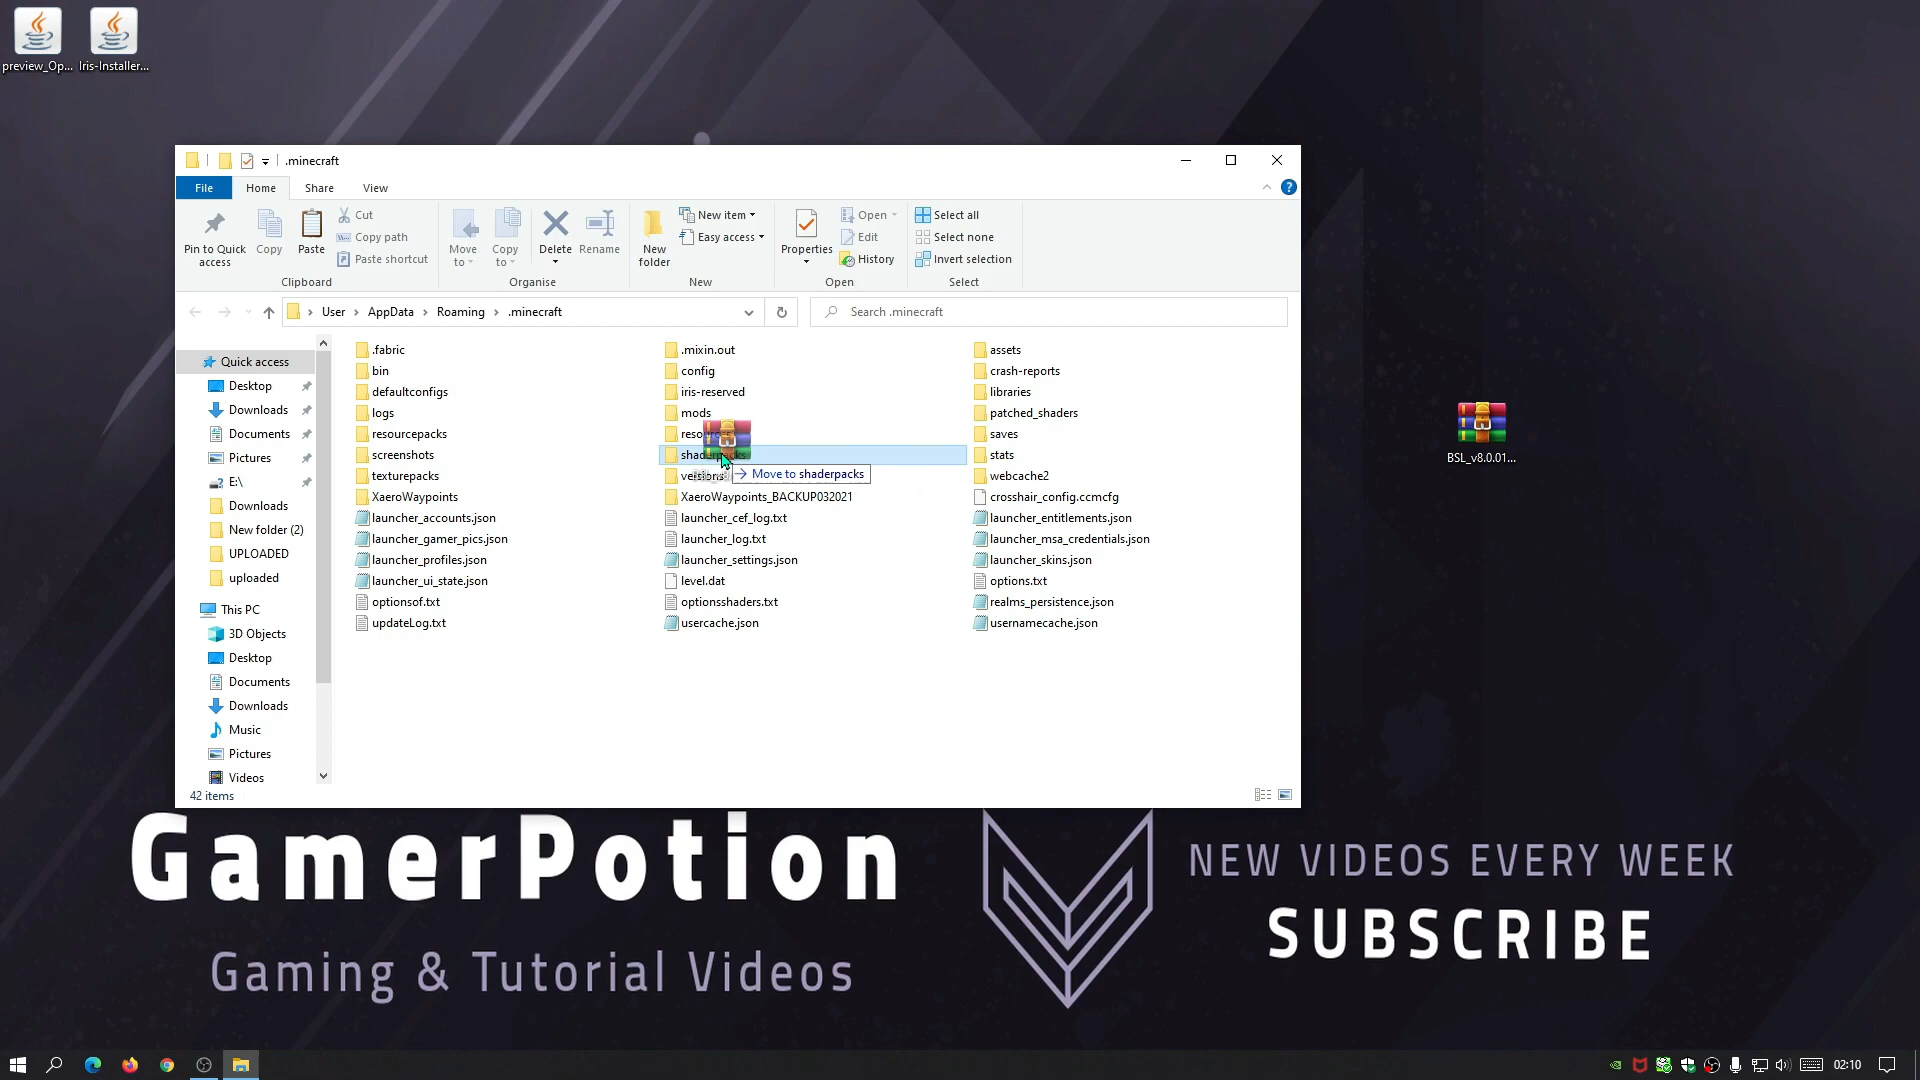 preview_Op... Iris-Installer...
.minecraft
File Home Share View
Pin to Quick access
Copy
Paste
Cut
Copy path
Paste shortcut
Clipboard
Move to
Copy to
Delete
Rename
Organise
New folder
New item
Easy access
New
Properties
Open
Edit
History
Open
Select all
Select none
Invert selection
Select
User AppData Roaming .minecraft
Search .minecraft
Quick access
Desktop
Downloads
Documents
Pictures
E:\
Downloads
New folder (2)
UPLOADED
uploaded
This PC
3D Objects
Desktop
Documents
Downloads
Music
Pictures
Videos
.fabric .mixin.out assets
bin config crash-reports
defaultconfigs iris-reserved libraries
logs mods patched_shaders
resourcepacks saves
screenshots shaderpacks stats
texturepacks versions webcache2
Move to shaderpacks
XaeroWaypoints XaeroWaypoints_BACKUP032021 crosshair_config.ccmcfg
launcher_accounts.json launcher_cef_log.txt launcher_entitlements.json
launcher_gamer_pics.json launcher_log.txt launcher_msa_credentials.json
launcher_profiles.json launcher_settings.json launcher_skins.json
launcher_ui_state.json level.dat options.txt
optionsof.txt optionsshaders.txt realms_persistence.json
updateLog.txt usercache.json usernamecache.json
42 items
BSL_v8.0.01...
GamerPotion
Gaming & Tutorial Videos
NEW VIDEOS EVERY WEEK
SUBSCRIBE
02:10